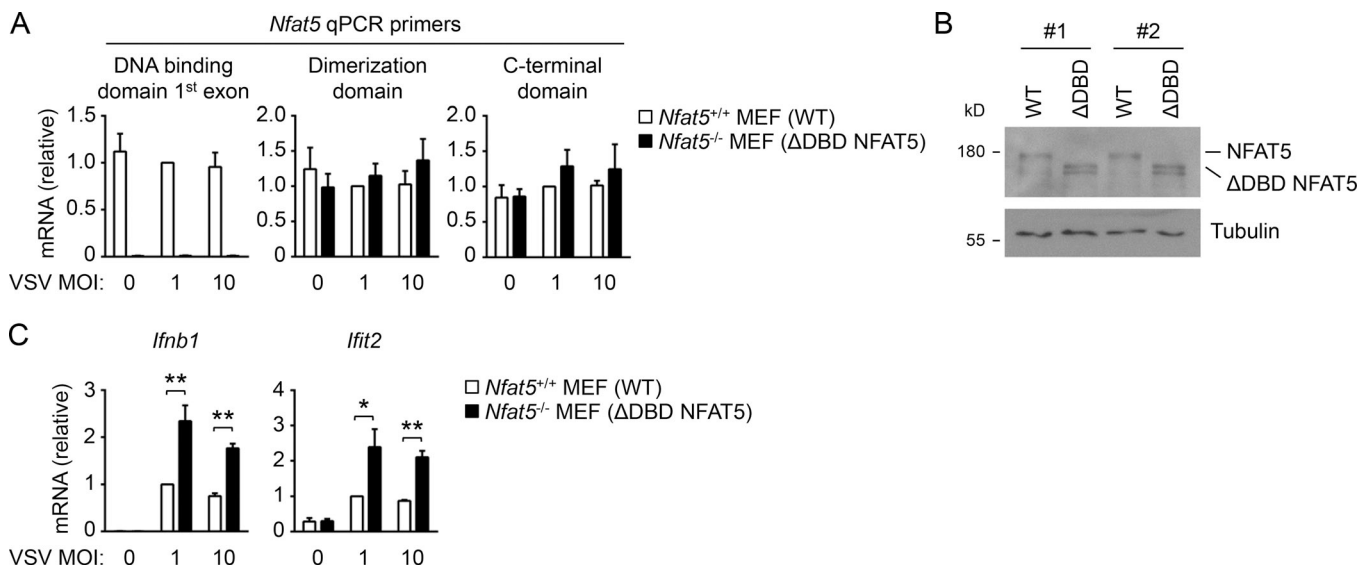 A
Nfat5 qPCR primers
DNA binding
domain 1st exon
Dimerization
domain
C-terminal
domain
mRNA (relative)
1.5
1.0
0.5
0
2.0
1.5
1.0
0.5
0
2.0
1.5
1.0
0.5
0
VSV MOI: 0 1 10 0 1 10 0 1 10
Nfat5+/+ MEF (WT)
Nfat5-/- MEF (ΔDBD NFAT5)
B
#1 #2
kD WT ΔDBD WT ΔDBD
180 – – NFAT5
ΔDBD NFAT5
55 – Tubulin
C
Ifnb1 Ifit2
mRNA (relative)
3
2
1
0
** **
6
4
2
0
* **
VSV MOI: 0 1 10 0 1 10
Nfat5+/+ MEF (WT)
Nfat5-/- MEF (ΔDBD NFAT5)